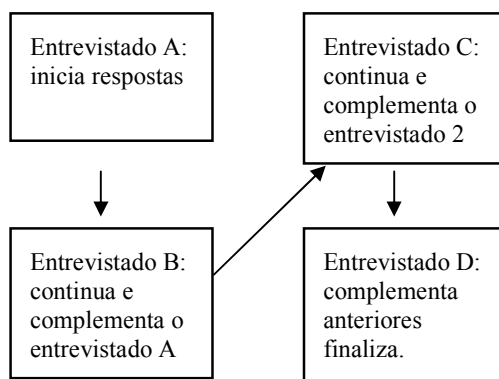 Entrevistado A:
inicia respostas
Entrevistado B:
continua e
complementa o
entrevistado A
Entrevistado C:
continua e
complementa o
entrevistado 2
Entrevistado D:
complementa
anteriores
finaliza.